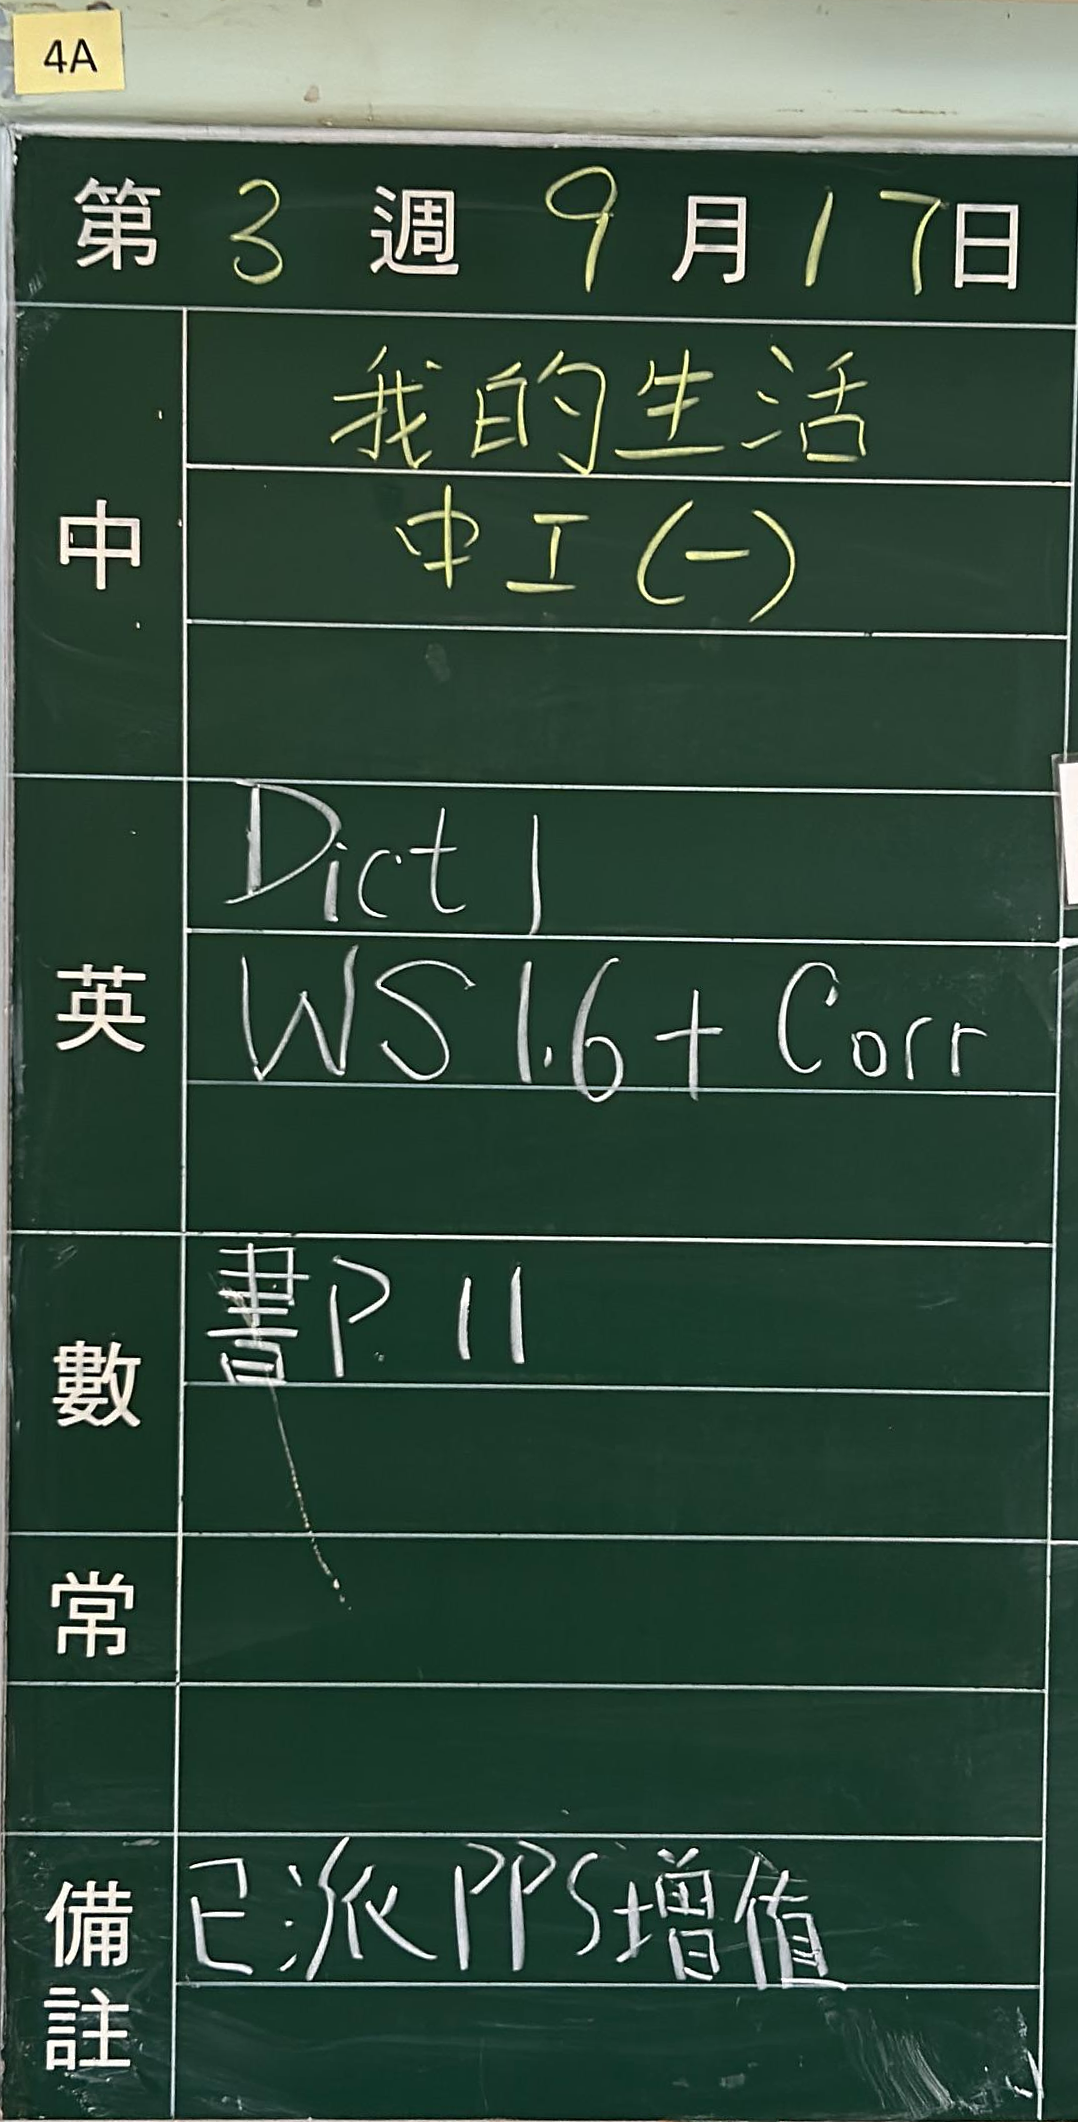 4A
第 3 週 9 月 17 日
中
我的生活
中工(一)
英
Dict 1
WS 1.6 + Corr
數
書P. 11
常
備註
已派PPS增值